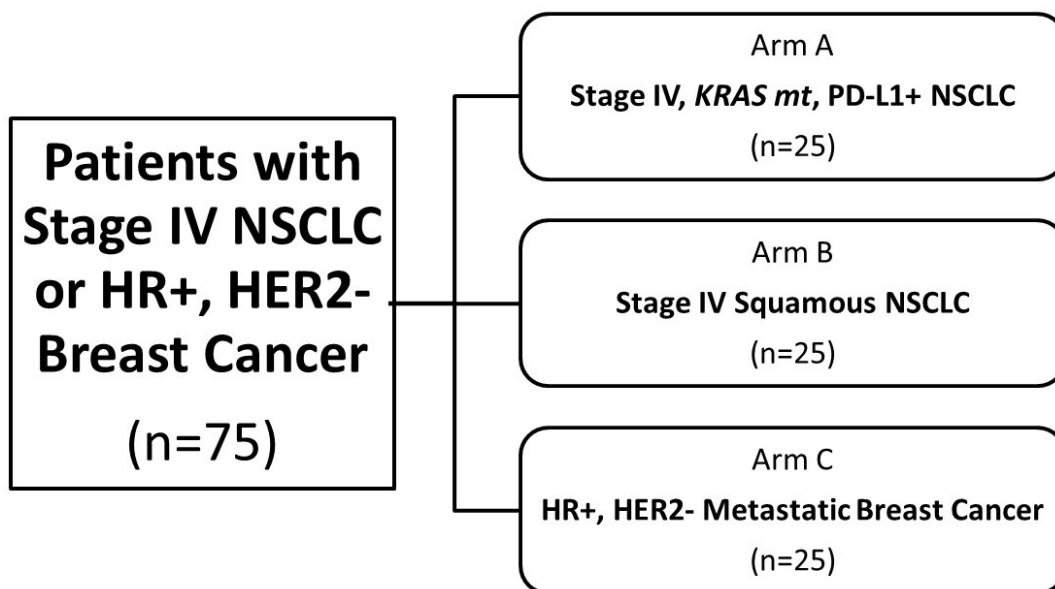 Patients with
Stage IV NSCLC
or HR+, HER2-
Breast Cancer
(n=75)
Arm A
Stage IV, KRAS mt, PD-L1+ NSCLC
(n=25)
Arm B
Stage IV Squamous NSCLC
(n=25)
Arm C
HR+, HER2- Metastatic Breast Cancer
(n=25)